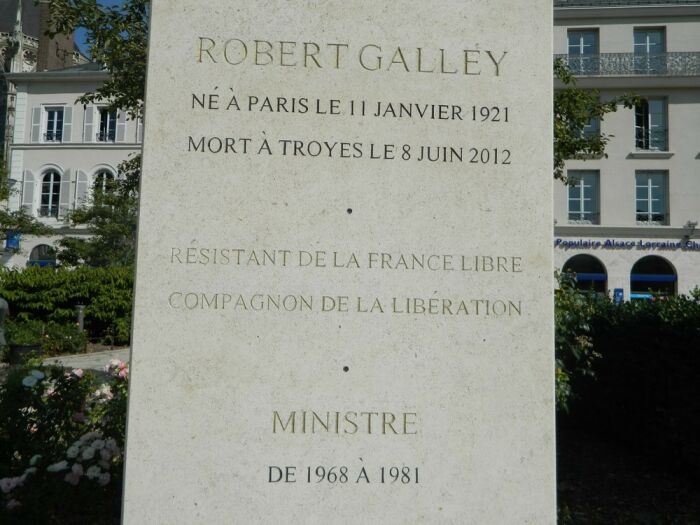 ROBERT GALLEY
NÉ À PARIS LE 11 JANVIER 1921
MORT À TROYES LE 8 JUIN 2012
RÉSISTANT DE LA FRANCE LIBRE
COMPAGNON DE LA LIBÉRATION
MINISTRE
DE 1968 À 1981
Populaire Alsace Lorraine Ch